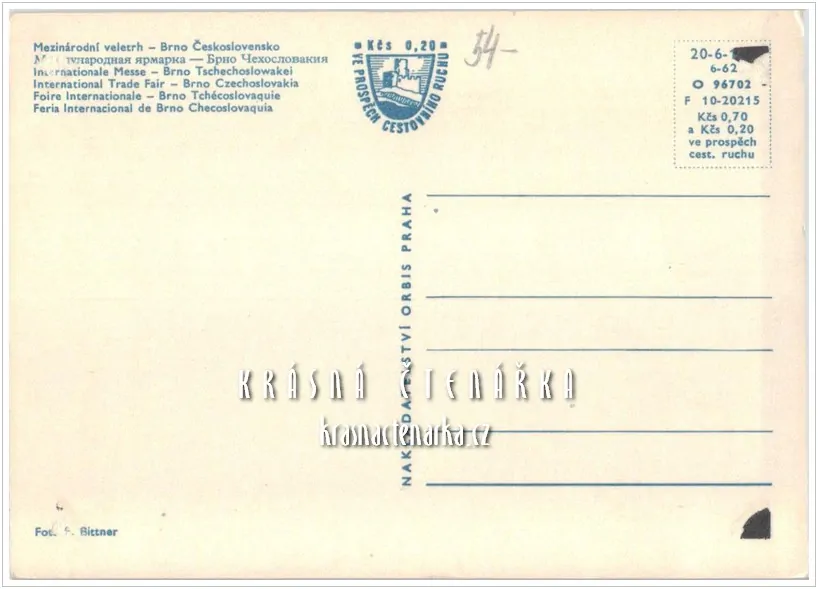 Mezinárodní veletrh – Brno Československo
народная ярмарка — Брно Чехословакия
Internationale Messe – Brno Tschechoslowakei
International Trade Fair – Brno Czechoslovakia
Foire Internationale – Brno Tchécoslovaquie
Feria Internacional de Brno Checoslovaquia
Kčs 0,20
VE PROSPĚCH CESTOVNÍHO RUCHU
54–
20-6-
6-62
O 96702
F 10-20215
Kčs 0,70
a Kčs 0,20
ve prospěch
cest. ruchu
NAKLADATELSTVÍ ORBIS PRAHA
KRÁSNÁ ČTENÁŘKA
krasnactenarka.cz
Fot. Bittner